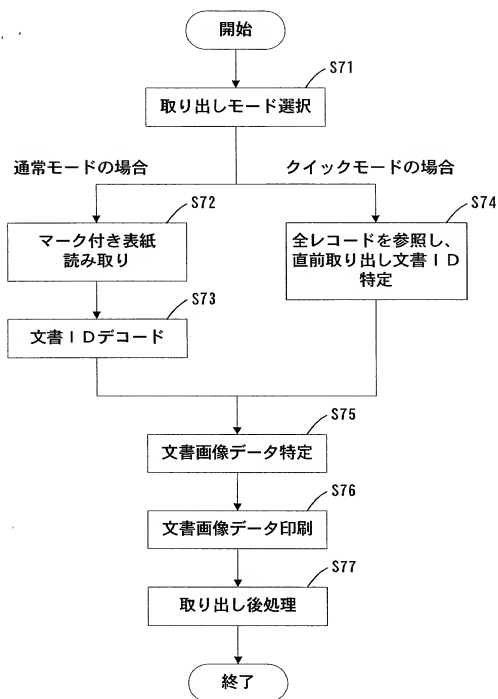 開始
S71
取り出しモード選択
通常モードの場合
クイックモードの場合
S72
マーク付き表紙
読み取り
S74
全レコードを参照し、
直前取り出し文書ＩＤ
特定
S73
文書ＩＤデコード
S75
文書画像データ特定
S76
文書画像データ印刷
S77
取り出し後処理
終了